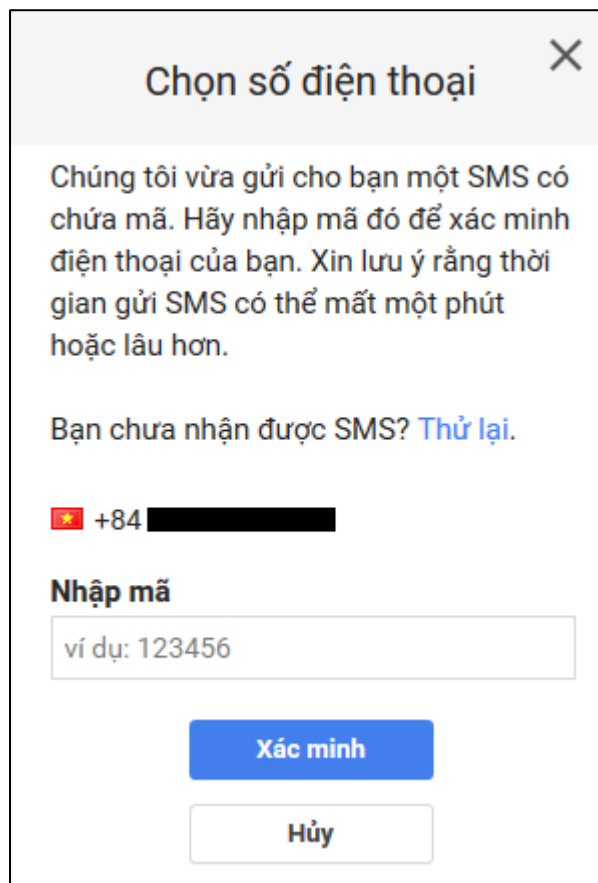 Chọn số điện thoại
Chúng tôi vừa gửi cho bạn một SMS có
chứa mã. Hãy nhập mã đó để xác minh
điện thoại của bạn. Xin lưu ý rằng thời
gian gửi SMS có thể mất một phút
hoặc lâu hơn.
Bạn chưa nhận được SMS? Thử lại.
+84
Nhập mã
ví dụ: 123456
Xác minh
Hủy